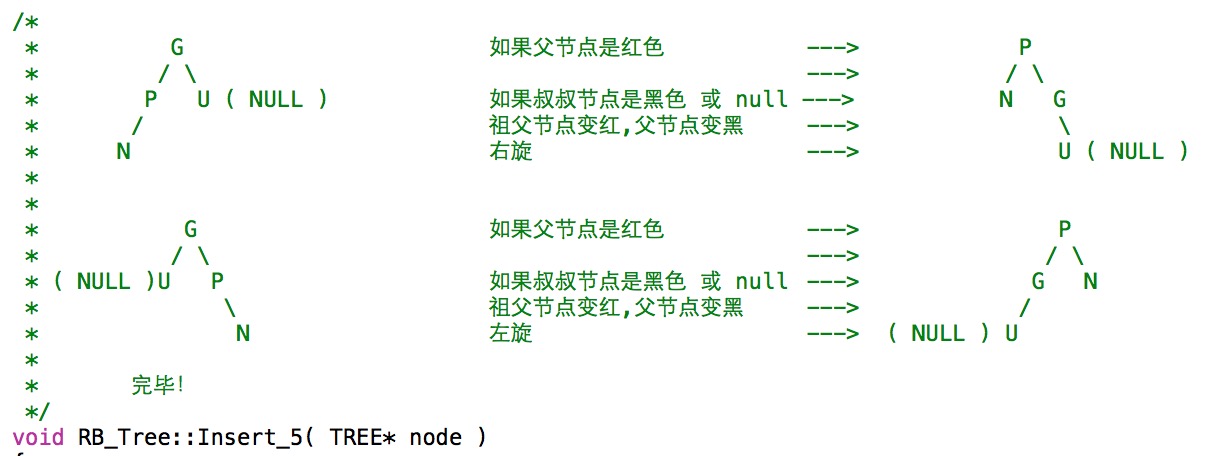 /*
 *          G                       如果父节点是红色          --->            P
 *         / \                                               --->           / \
 *        P   U ( NULL )            如果叔叔节点是黑色 或 null --->          N   G
 *       /                          祖父节点变红,父节点变黑     --->               \
 *      N                           右旋                     --->               U ( NULL )
 *
 *
 *           G                      如果父节点是红色          --->               P
 *          / \                                              --->              / \
 * ( NULL )U   P                    如果叔叔节点是黑色 或 null --->             G   N
 *              \                   祖父节点变红,父节点变黑     --->            /
 *               N                  左旋                     --->  ( NULL ) U
 *
 *       完毕!
 */
void RB_Tree::Insert_5( TREE* node )